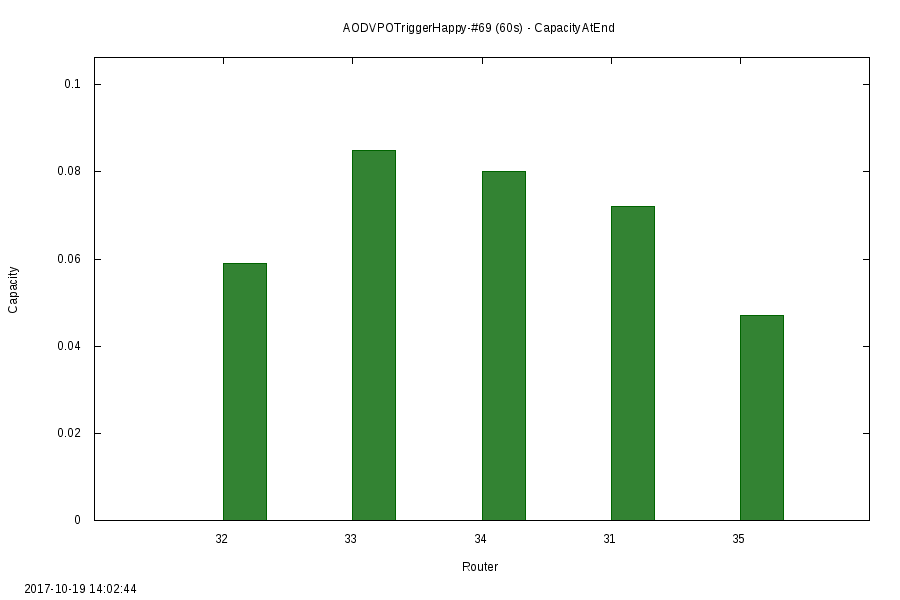 AODVPOTriggerHappy-#69 (60s) - CapacityAtEnd
0.1
0.08
0.06
0.04
0.02
0
Capacity
32 33 34 31 35
Router
2017-10-19 14:02:44